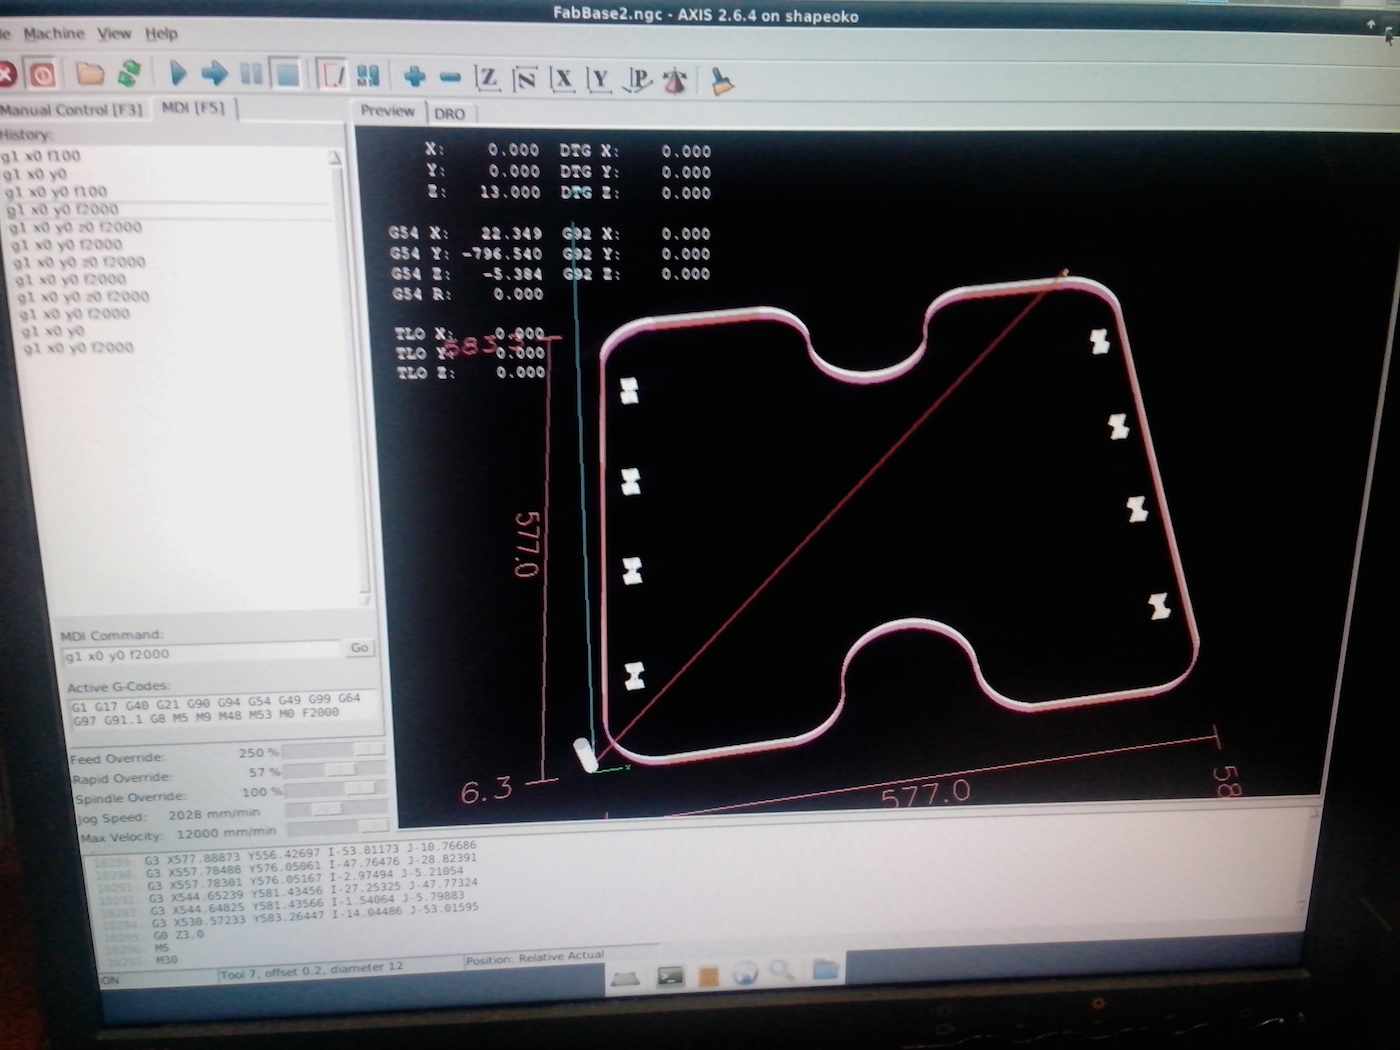 FabBase2.ngc - AXIS 2.6.4 on shapeoko
Machine View Help
Z N X Y P
Manual Control [F3] MDI [F5]
Preview DRO
History:
g1 x0 f100
g1 x0 y0
g1 x0 y0 f100
g1 x0 y0 f2000
g1 x0 y0 z0 f2000
g1 x0 y0 f2000
g1 x0 y0 z0 f2000
g1 x0 y0 f2000
g1 x0 y0 z0 f2000
g1 x0 y0 f2000
g1 x0 y0
g1 x0 y0 f2000
MDI Command:
g1 x0 y0 f2000 Go
Active G-Codes:
G1 G17 G40 G21 G90 G94 G54 G49 G99 G64
G97 G91.1 G8 M5 M9 M48 M53 M0 F2000
Feed Override: 250 %
Rapid Override: 57 %
Spindle Override: 100 %
Jog Speed: 2028 mm/min
Max Velocity: 12000 mm/min
X: 0.000 DTG X: 0.000
Y: 0.000 DTG Y: 0.000
Z: 13.000 DTG Z: 0.000
G54 X: 22.349 G92 X: 0.000
G54 Y: -796.540 G92 Y: 0.000
G54 Z: -5.384 G92 Z: 0.000
G54 R: 0.000
TLO X: 0.000
TLO Y: 0.000
TLO Z: 0.000
577.0
6.3
577.0
G3 X577.88873 Y556.42697 I-53.81173 J-10.76686
G3 X557.78488 Y576.05061 I-47.76476 J-28.82391
G3 X557.78301 Y576.05167 I-2.97494 J-5.21054
G3 X544.65239 Y581.43456 I-27.25325 J-47.77324
G3 X544.64825 Y581.43566 I-1.54064 J-5.79883
G3 X530.57233 Y583.26447 I-14.04486 J-53.01595
G0 Z3.0
M5
M30
ON Tool 7, offset 0.2, diameter 12 Position: Relative Actual